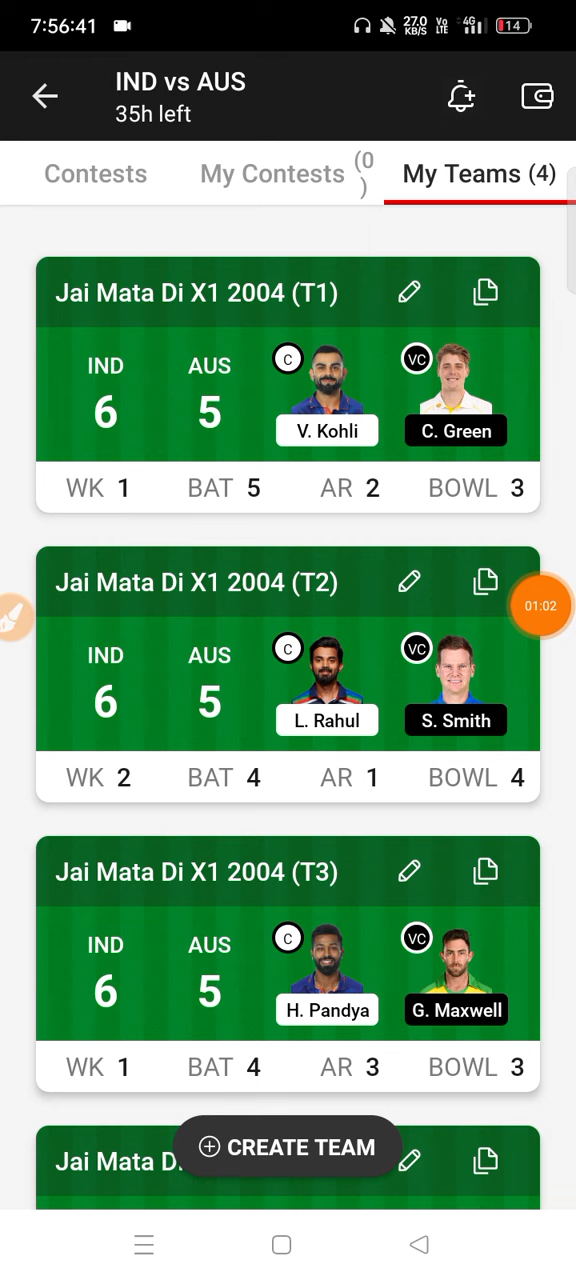 7:56:41 27.0 KB/S Vo LTE 4G 14
IND vs AUS
35h left
Contests My Contests (0) My Teams (4)
Jai Mata Di X1 2004 (T1)
IND AUS C VC
6 5
V. Kohli C. Green
WK 1 BAT 5 AR 2 BOWL 3
Jai Mata Di X1 2004 (T2)
01:02
IND AUS C VC
6 5
L. Rahul S. Smith
WK 2 BAT 4 AR 1 BOWL 4
Jai Mata Di X1 2004 (T3)
IND AUS C VC
6 5
H. Pandya G. Maxwell
WK 1 BAT 4 AR 3 BOWL 3
CREATE TEAM
Jai Mata D